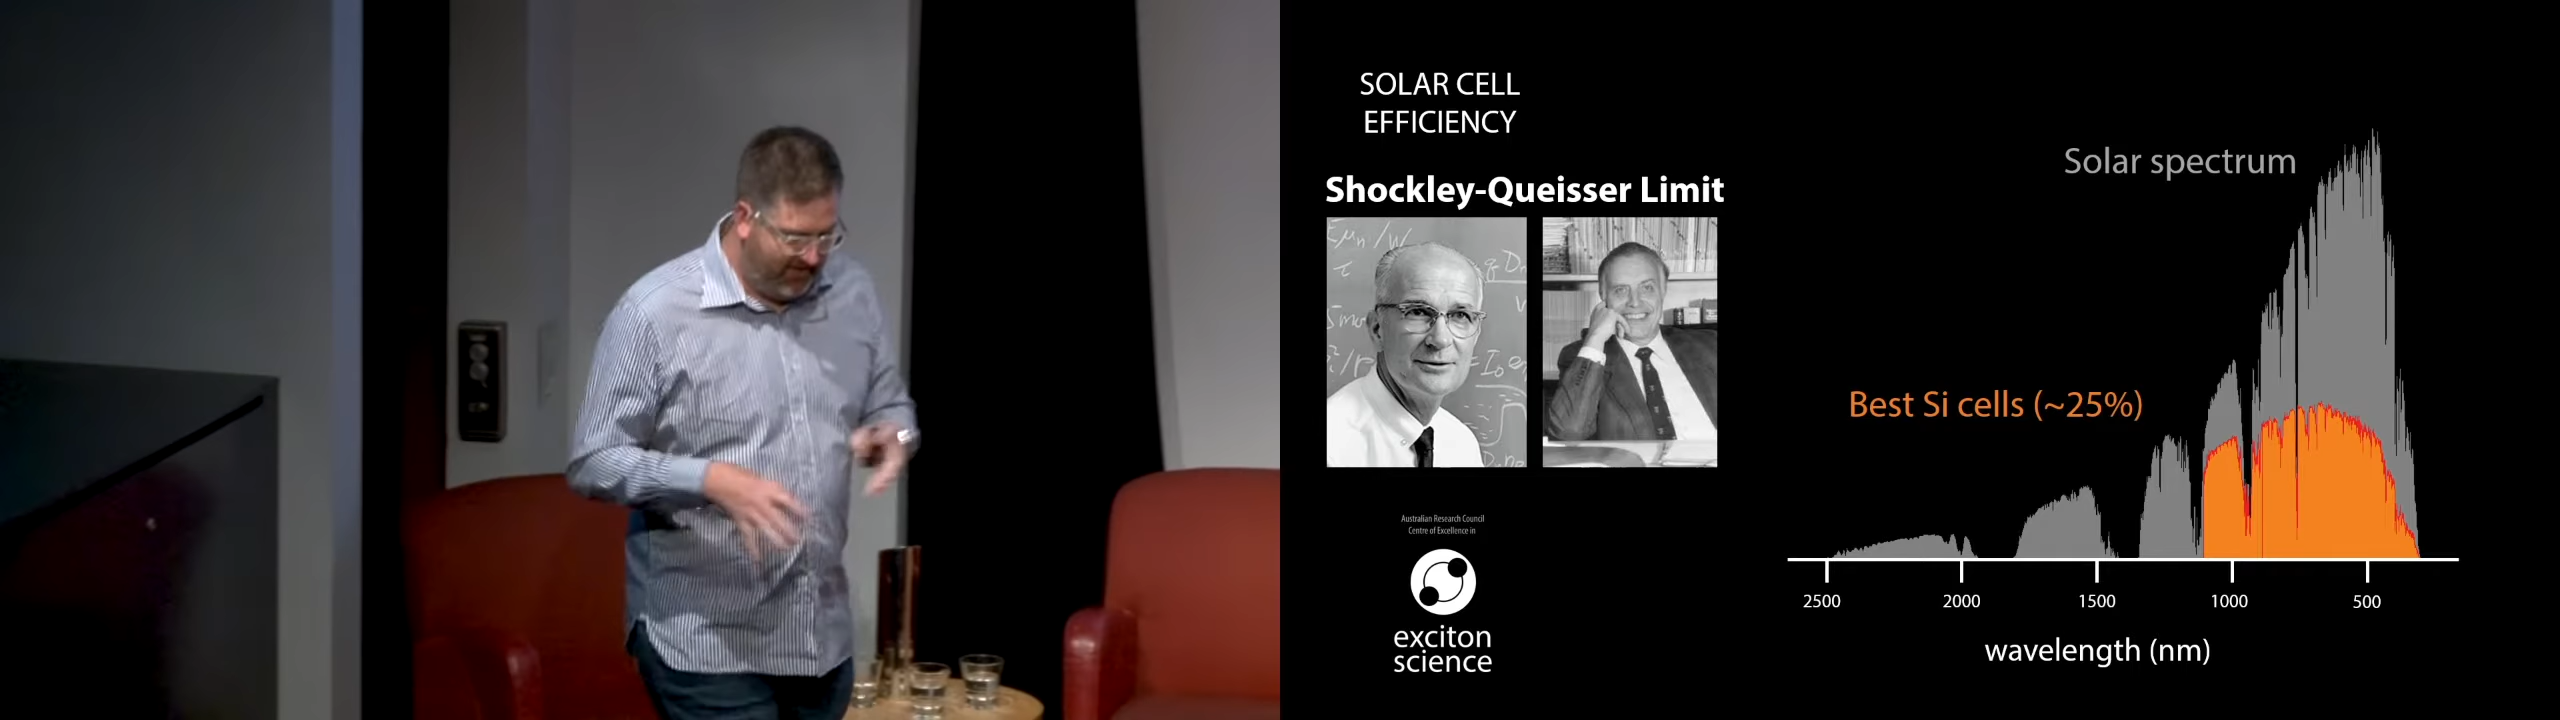 SOLAR CELL
EFFICIENCY
Shockley-Queisser Limit
Solar spectrum
Best Si cells (~25%)
2500 2000 1500 1000 500
wavelength (nm)
Australian Research Council
Centre of Excellence in
exciton
science